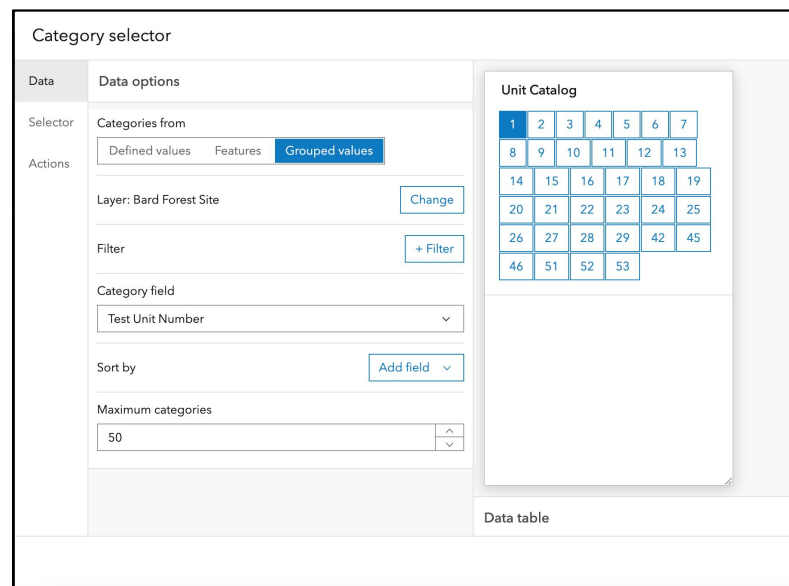 Category selector
Data
Selector
Actions
Data options
Categories from
Defined values Features Grouped values
Layer: Bard Forest Site Change
Filter + Filter
Category field
Test Unit Number
Sort by Add field
Maximum categories
50
Unit Catalog
1 2 3 4 5 6 7
8 9 10 11 12 13
14 15 16 17 18 19
20 21 22 23 24 25
26 27 28 29 42 45
46 51 52 53
Data table